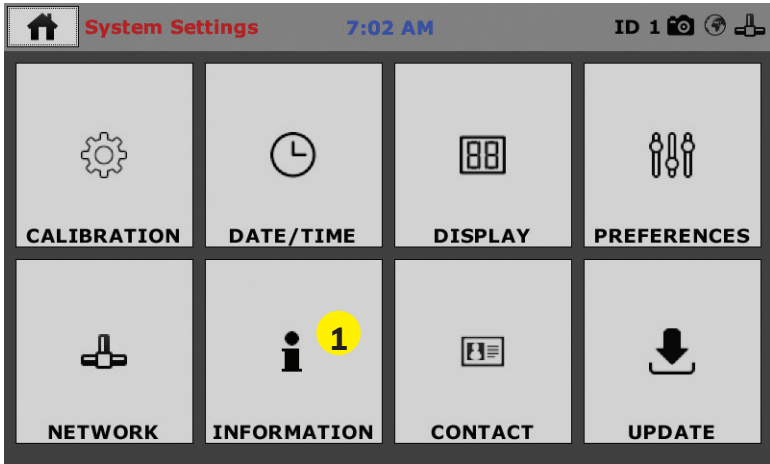 System Settings 7:02 AM ID 1
CALIBRATION DATE/TIME DISPLAY PREFERENCES
1
NETWORK INFORMATION CONTACT UPDATE